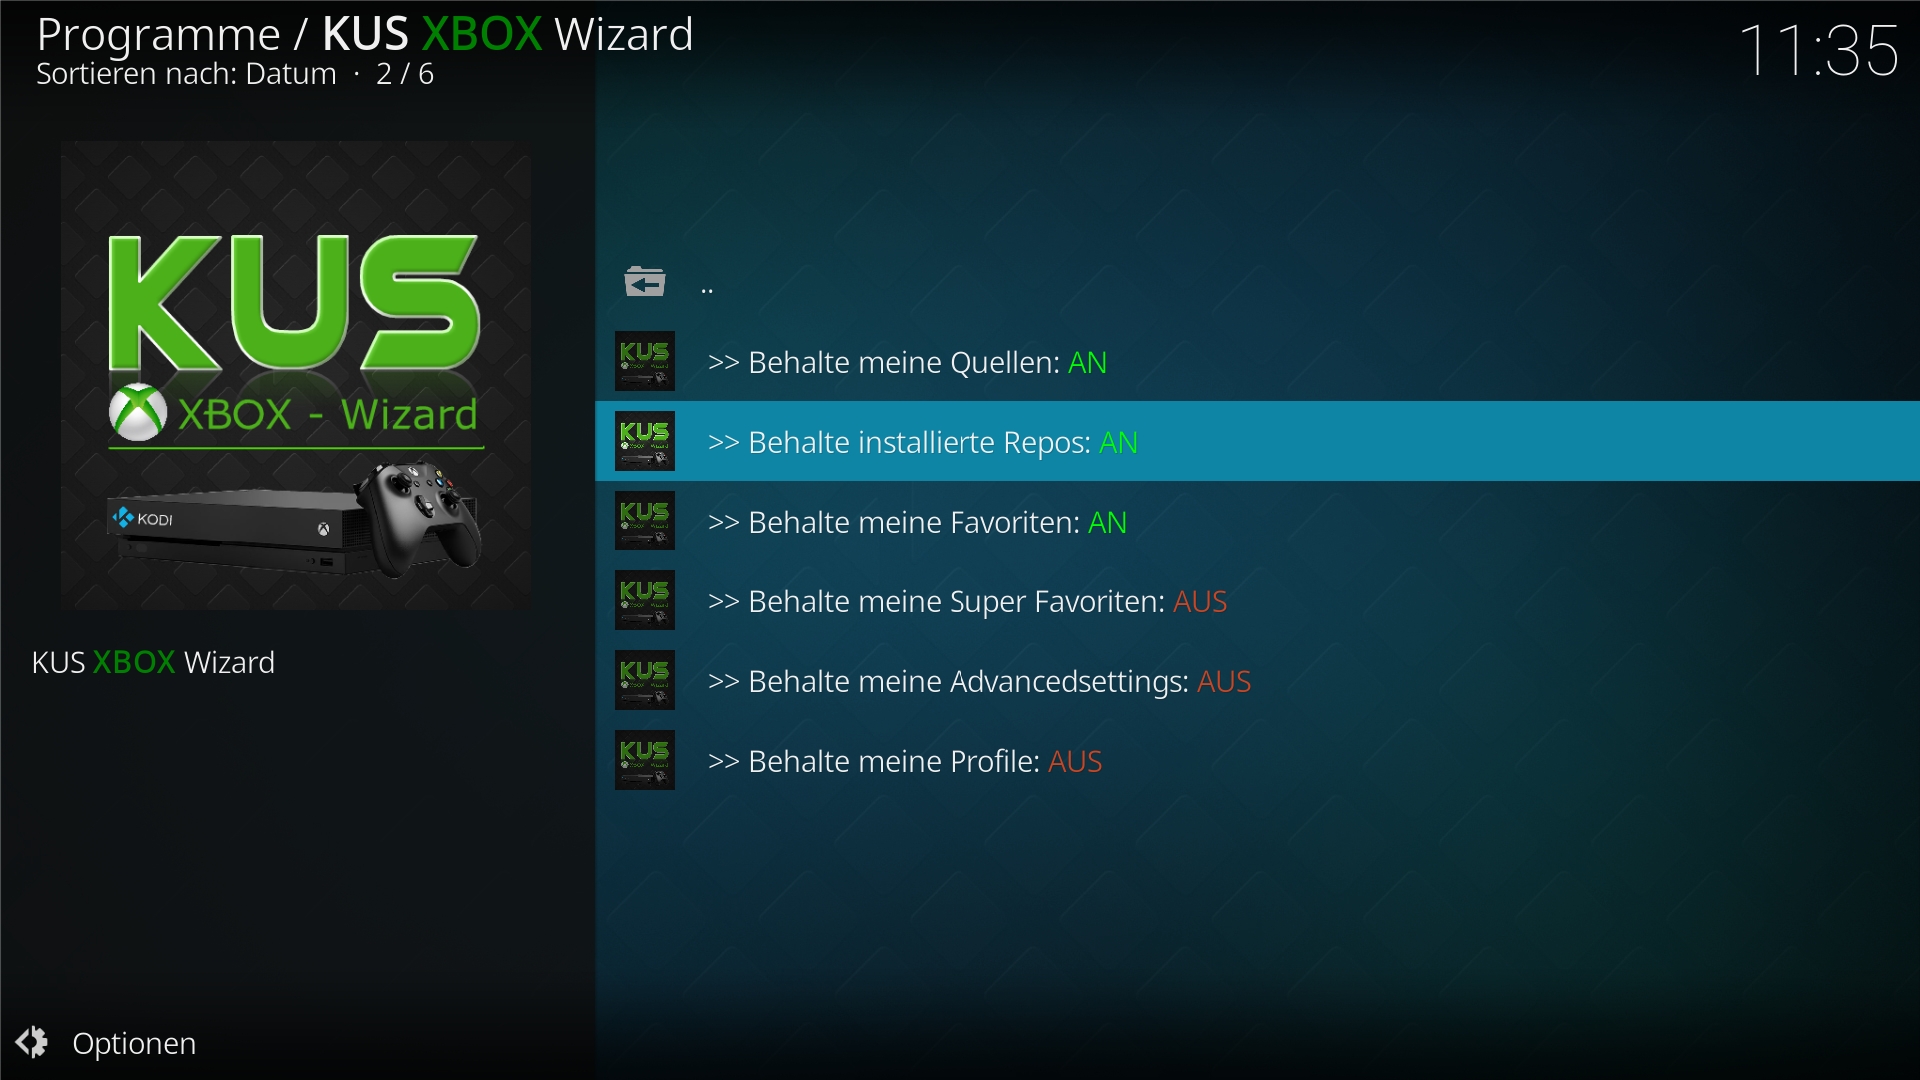 Programme / KUS XBOX Wizard
Sortieren nach: Datum · 2 / 6
11:35
KUS
XBOX - Wizard
KODI
KUS XBOX Wizard
..
>> Behalte meine Quellen: AN
>> Behalte installierte Repos: AN
>> Behalte meine Favoriten: AN
>> Behalte meine Super Favoriten: AUS
>> Behalte meine Advancedsettings: AUS
>> Behalte meine Profile: AUS
Optionen